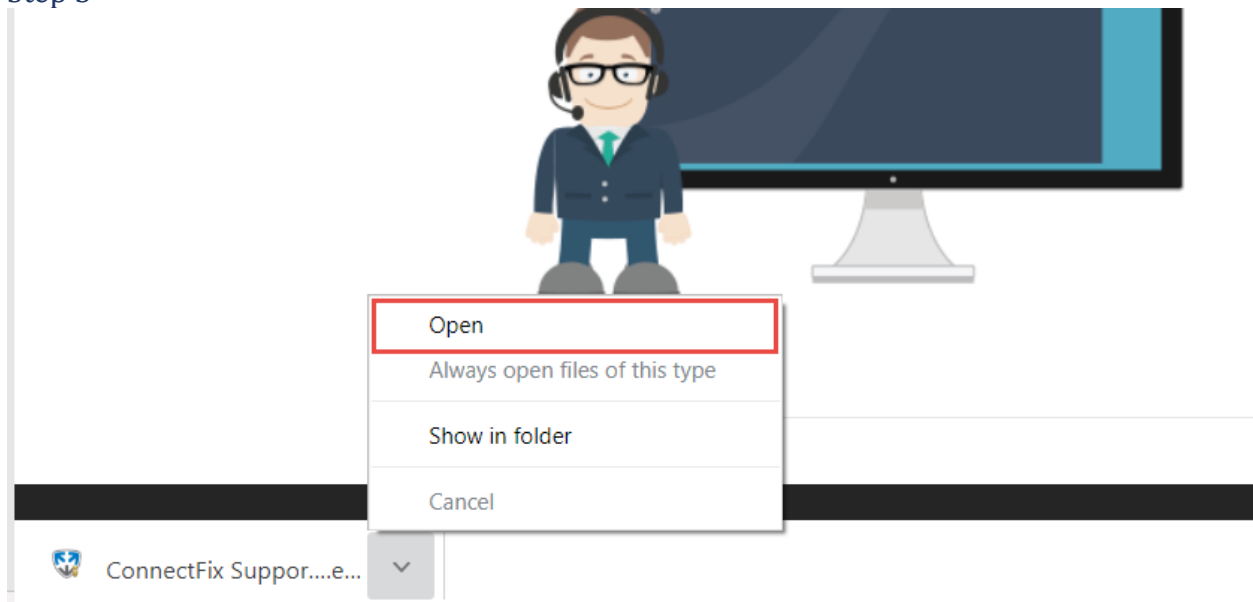 Open
Always open files of this type
Show in folder
Cancel
ConnectFix Suppor....e...